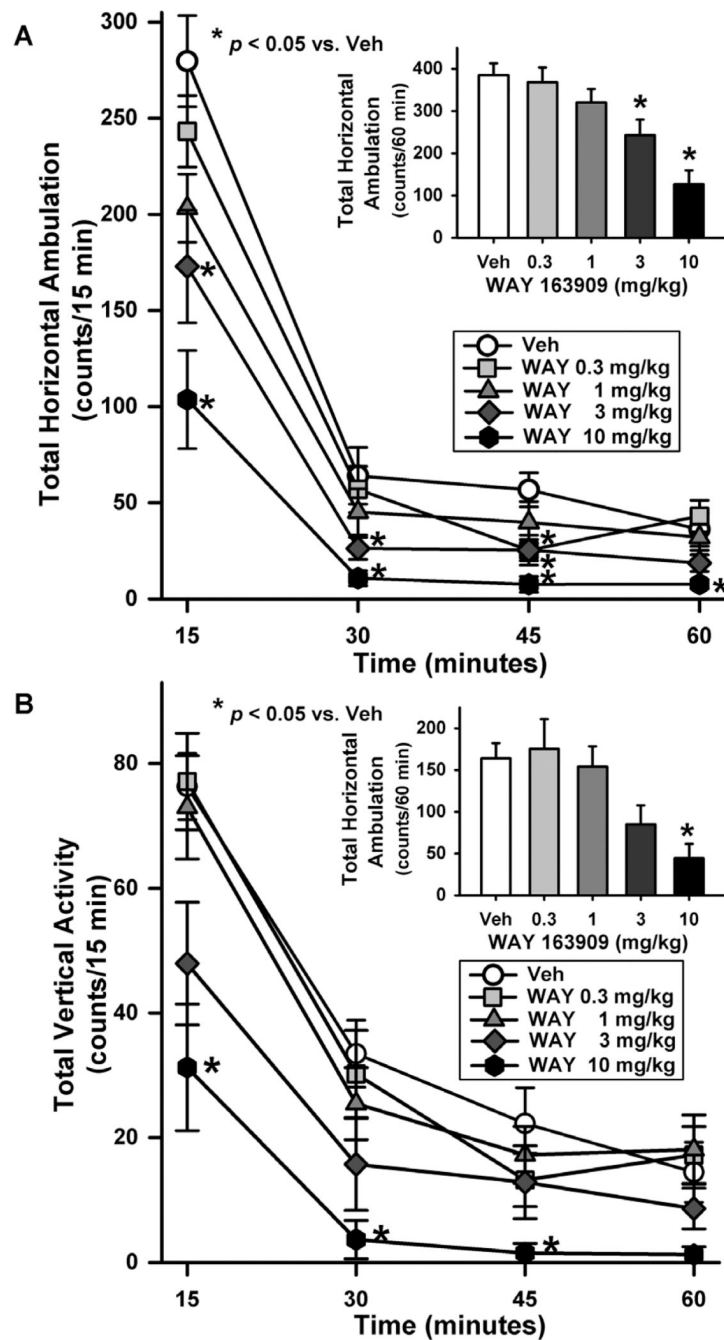 A
* p < 0.05 vs. Veh
Total Horizontal Ambulation
(counts/15 min)
300
250
200
150
100
50
0
15 30 45 60
Time (minutes)
* * * * * * * *
Total Horizontal
Ambulation
(counts/60 min)
400
300
200
100
0
* *
Veh 0.3 1 3 10
WAY 163909 (mg/kg)
Veh
WAY 0.3 mg/kg
WAY 1 mg/kg
WAY 3 mg/kg
WAY 10 mg/kg
B
* p < 0.05 vs. Veh
Total Vertical Activity
(counts/15 min)
80
60
40
20
0
15 30 45 60
Time (minutes)
* * *
Total Horizontal
Ambulation
(counts/60 min)
150
100
50
0
*
Veh 0.3 1 3 10
WAY 163909 (mg/kg)
Veh
WAY 0.3 mg/kg
WAY 1 mg/kg
WAY 3 mg/kg
WAY 10 mg/kg